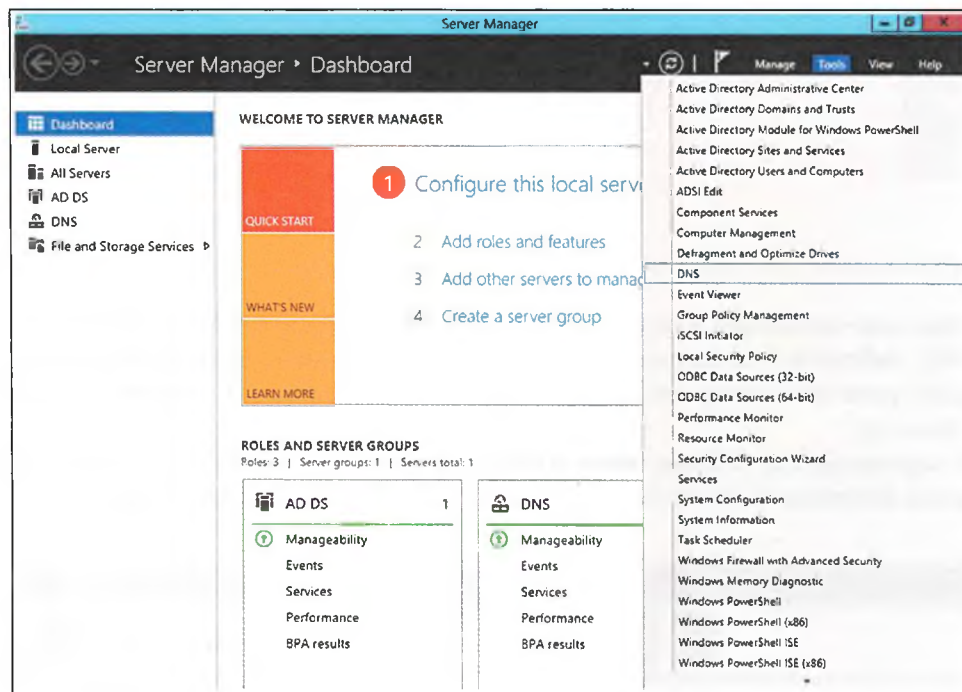 Server Manager
Server Manager ‣ Dashboard
Manage Tools View Help
Dashboard
Local Server
All Servers
AD DS
DNS
File and Storage Services
WELCOME TO SERVER MANAGER
QUICK START
WHAT'S NEW
LEARN MORE
1 Configure this local serv
2 Add roles and features
3 Add other servers to manag
4 Create a server group
ROLES AND SERVER GROUPS
Roles: 3 | Server groups: 1 | Servers total: 1
AD DS 1
Manageability
Events
Services
Performance
BPA results
DNS
Manageability
Events
Services
Performance
BPA results
Active Directory Administrative Center
Active Directory Domains and Trusts
Active Directory Module for Windows PowerShell
Active Directory Sites and Services
Active Directory Users and Computers
ADSI Edit
Component Services
Computer Management
Defragment and Optimize Drives
DNS
Event Viewer
Group Policy Management
iSCSI Initiator
Local Security Policy
ODBC Data Sources (32-bit)
ODBC Data Sources (64-bit)
Performance Monitor
Resource Monitor
Security Configuration Wizard
Services
System Configuration
System Information
Task Scheduler
Windows Firewall with Advanced Security
Windows Memory Diagnostic
Windows PowerShell
Windows PowerShell (x86)
Windows PowerShell ISE
Windows PowerShell ISE (x86)